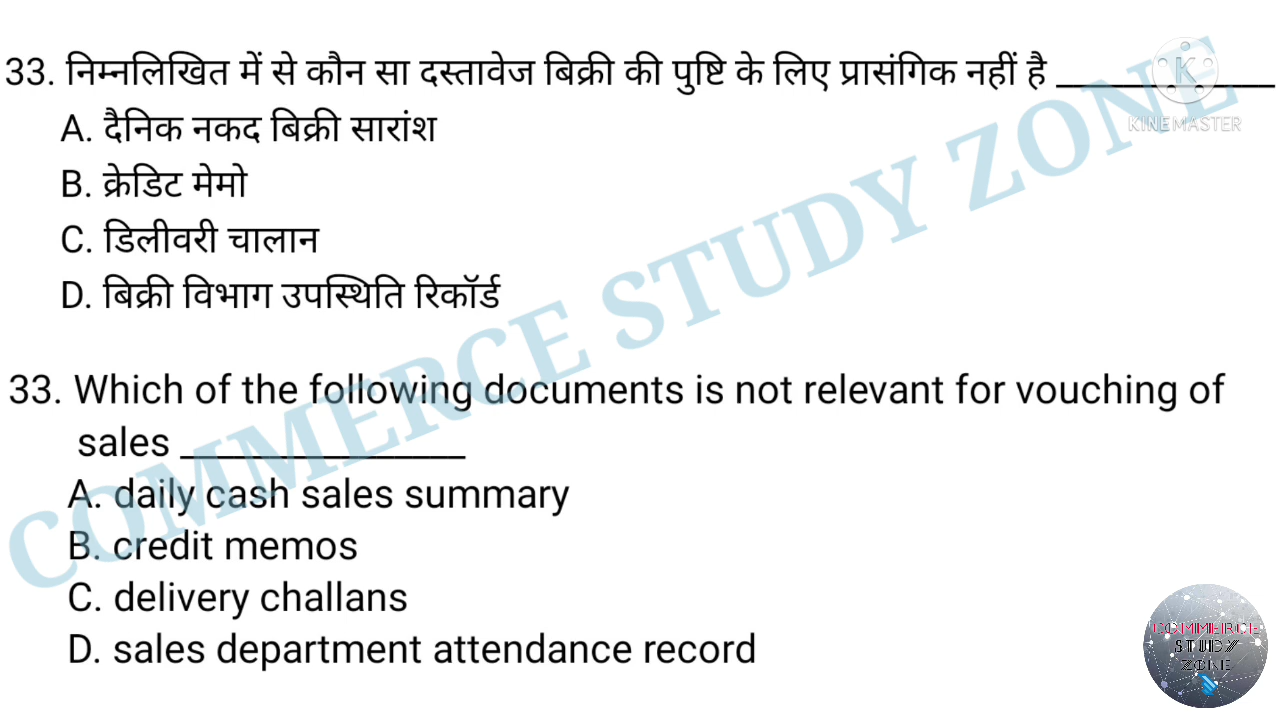 33. निम्नलिखित में से कौन सा दस्तावेज बिक्री की पुष्टि के लिए प्रासंगिक नहीं है _______________
A. दैनिक नकद बिक्री सारांश
B. क्रेडिट मेमो
C. डिलीवरी चालान
D. बिक्री विभाग उपस्थिति रिकॉर्ड
K
KINEMASTER
33. Which of the following documents is not relevant for vouching of
sales _______________
A. daily cash sales summary
B. credit memos
C. delivery challans
D. sales department attendance record
COMMERCE STUDY ZONE
COMMERCE
STUDY
ZONE